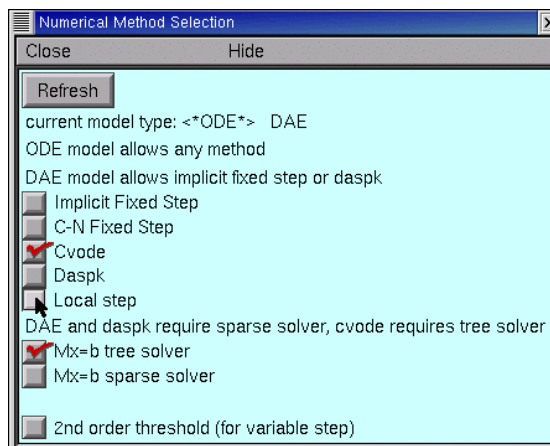 Numerical Method Selection
Close Hide
Refresh
current model type: <*ODE*> DAE
ODE model allows any method
DAE model allows implicit fixed step or daspk
Implicit Fixed Step
C-N Fixed Step
Cvode
Daspk
Local step
DAE and daspk require sparse solver, cvode requires tree solver
Mx=b tree solver
Mx=b sparse solver
2nd order threshold (for variable step)